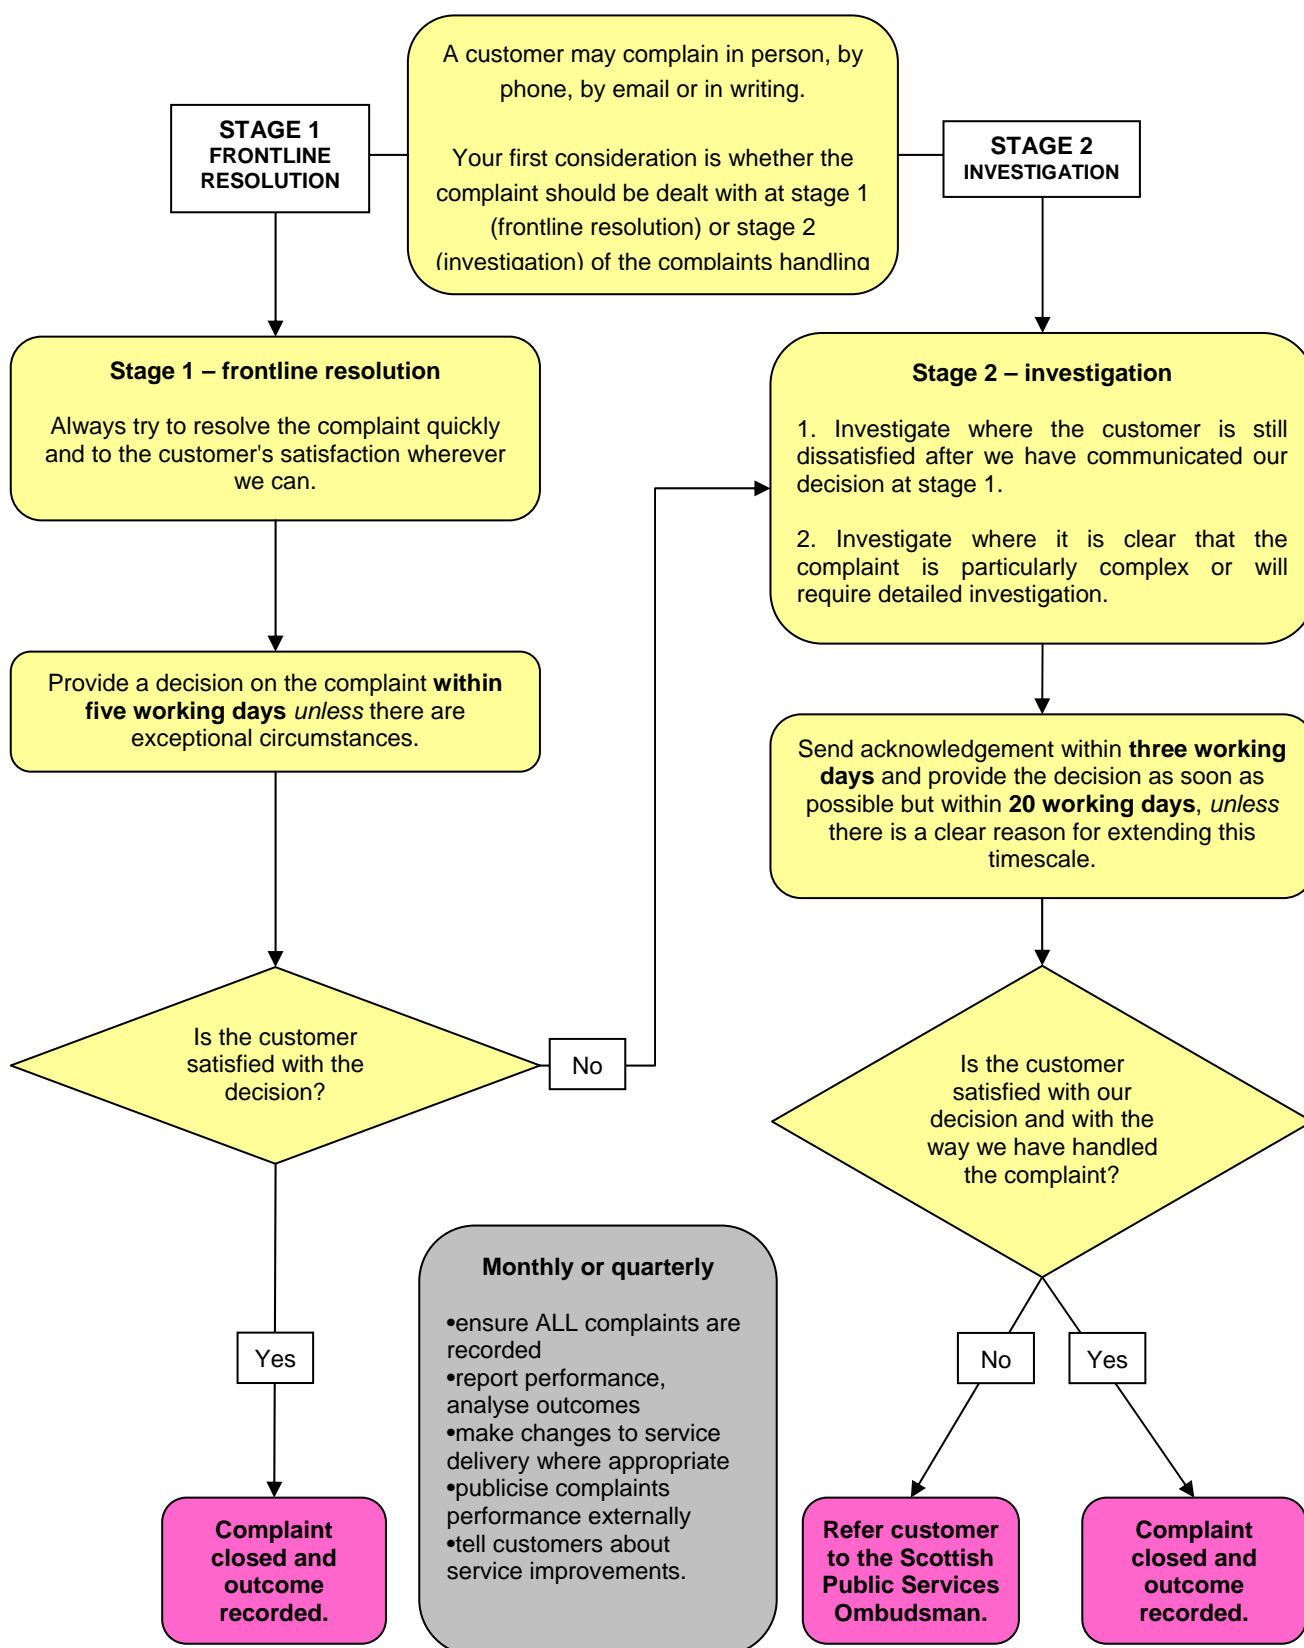 A customer may complain in person, by
phone, by email or in writing.
Your first consideration is whether the
complaint should be dealt with at stage 1
(frontline resolution) or stage 2
(investigation) of the complaints handling
STAGE 1
FRONTLINE
RESOLUTION
STAGE 2
INVESTIGATION
Stage 1 – frontline resolution
Always try to resolve the complaint quickly
and to the customer's satisfaction wherever
we can.
Provide a decision on the complaint within
five working days unless there are
exceptional circumstances.
Is the customer
satisfied with the
decision?
No
Yes
Complaint
closed and
outcome
recorded.
Stage 2 – investigation
1. Investigate where the customer is still
dissatisfied after we have communicated our
decision at stage 1.
2. Investigate where it is clear that the
complaint is particularly complex or will
require detailed investigation.
Send acknowledgement within three working
days and provide the decision as soon as
possible but within 20 working days, unless
there is a clear reason for extending this
timescale.
Is the customer
satisfied with our
decision and with the
way we have handled
the complaint?
No
Yes
Refer customer
to the Scottish
Public Services
Ombudsman.
Complaint
closed and
outcome
recorded.
Monthly or quarterly
•ensure ALL complaints are
recorded
•report performance,
analyse outcomes
•make changes to service
delivery where appropriate
•publicise complaints
performance externally
•tell customers about
service improvements.